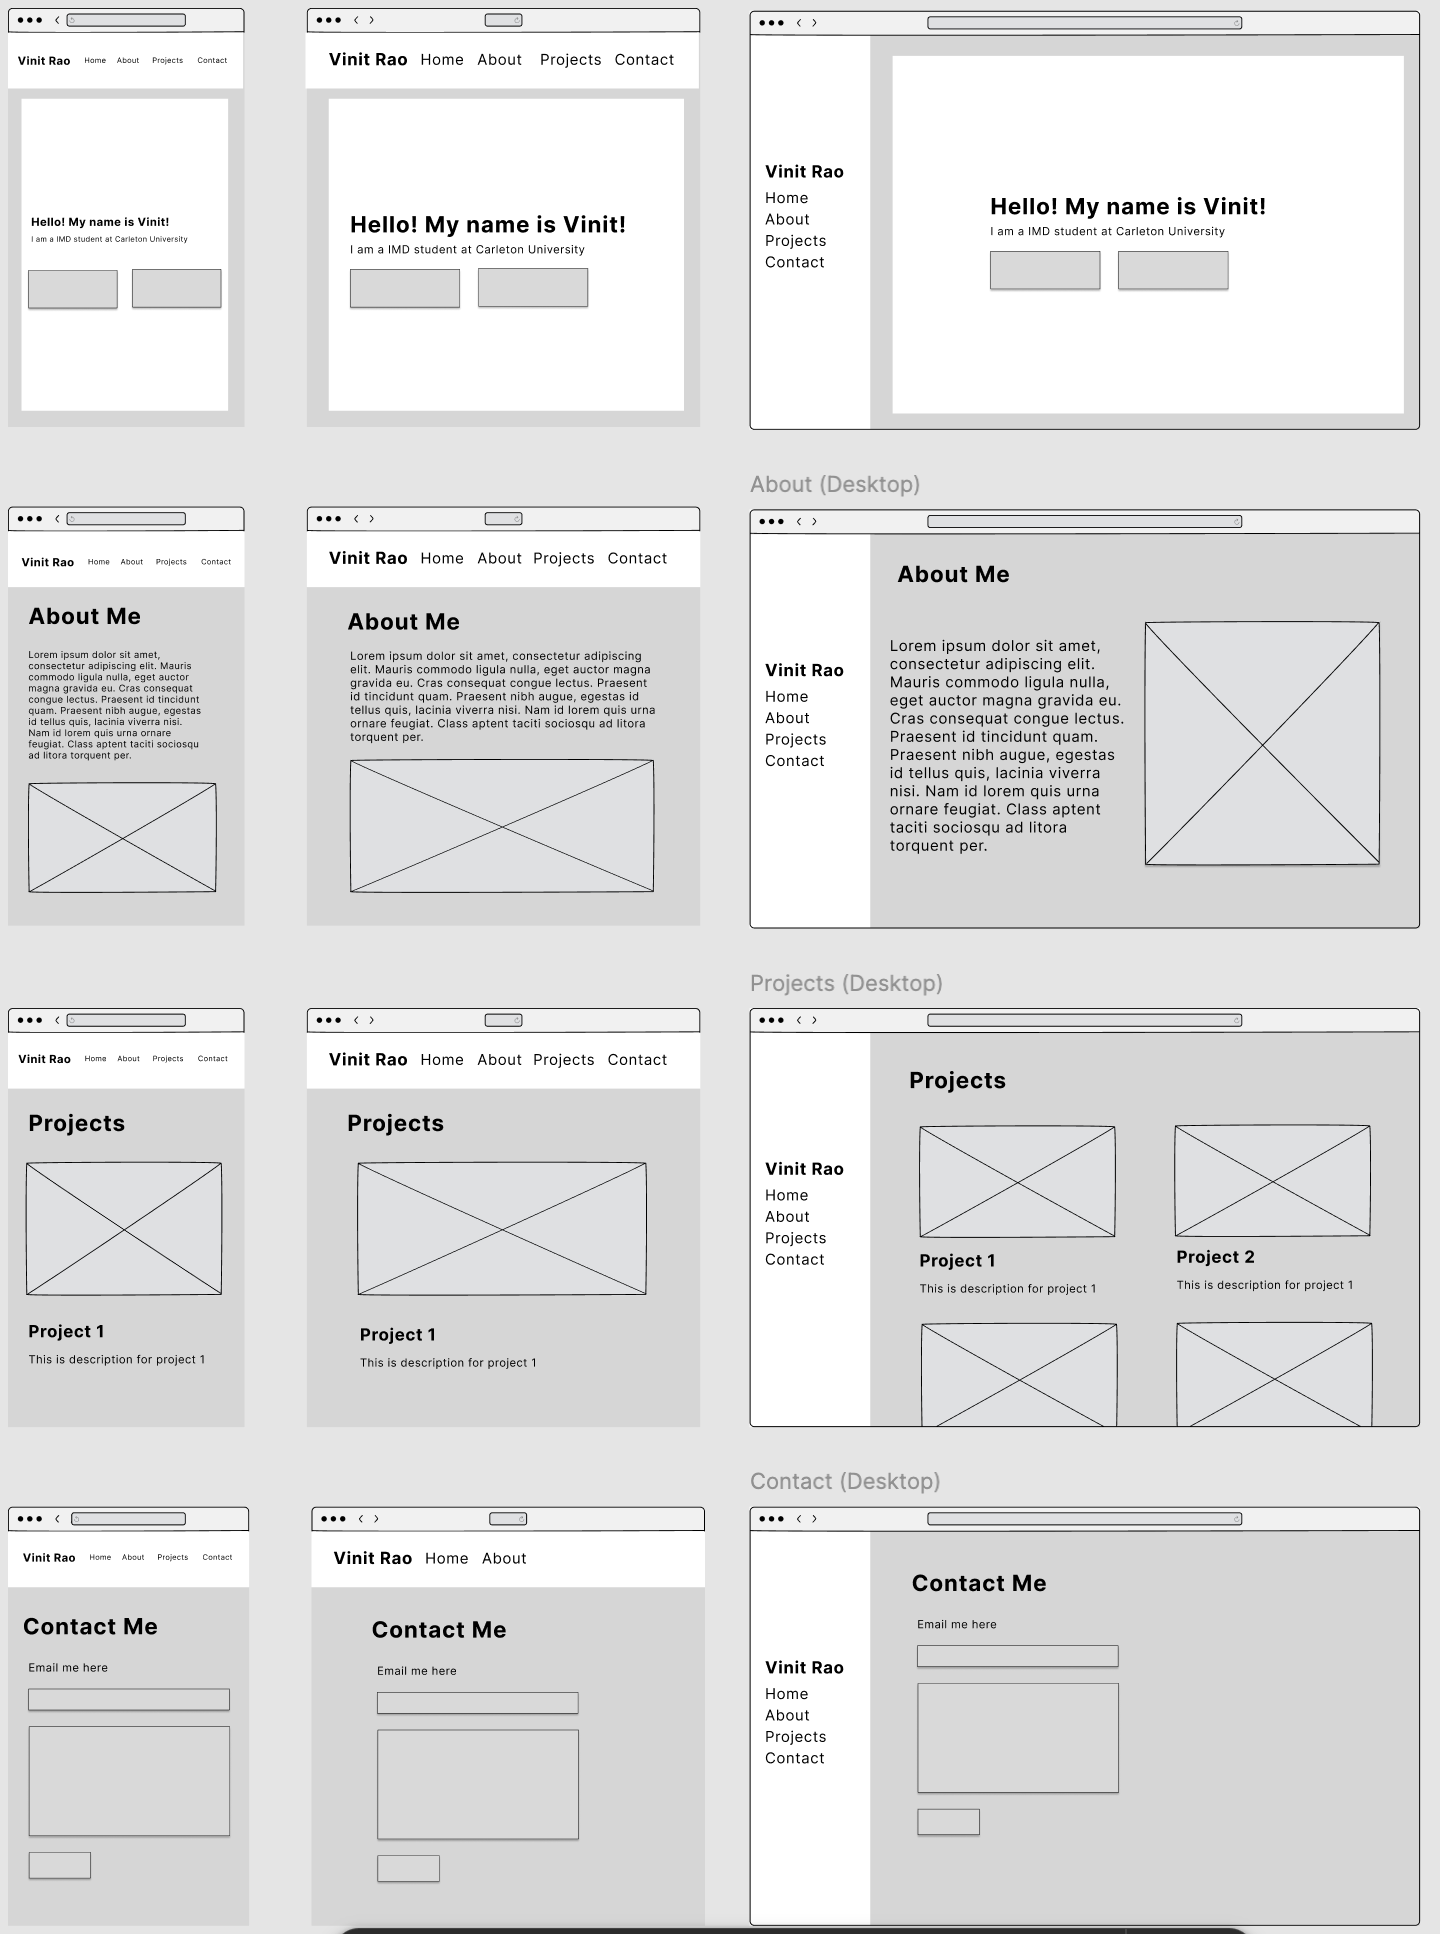 Vinit Rao Home About Projects Contact
Hello! My name is Vinit!
I am a IMD student at Carleton University
Vinit Rao Home About Projects Contact
Hello! My name is Vinit!
I am a IMD student at Carleton University
Vinit Rao
Home
About
Projects
Contact
Hello! My name is Vinit!
I am a IMD student at Carleton University
Vinit Rao Home About Projects Contact
About Me
Lorem ipsum dolor sit amet,
consectetur adipiscing elit. Mauris
commodo ligula nulla, eget auctor
magna gravida eu. Cras consequat
congue lectus. Praesent id tincidunt
quam. Praesent nibh augue, egestas
id tellus quis, lacinia viverra nisi.
Nam id lorem quis urna ornare
feugiat. Class aptent taciti sociosqu
ad litora torquent per.
Vinit Rao Home About Projects Contact
About Me
Lorem ipsum dolor sit amet, consectetur adipiscing
elit. Mauris commodo ligula nulla, eget auctor magna
gravida eu. Cras consequat congue lectus. Praesent
id tincidunt quam. Praesent nibh augue, egestas id
tellus quis, lacinia viverra nisi. Nam id lorem quis urna
ornare feugiat. Class aptent taciti sociosqu ad litora
torquent per.
About (Desktop)
Vinit Rao
Home
About
Projects
Contact
About Me
Lorem ipsum dolor sit amet,
consectetur adipiscing elit.
Mauris commodo ligula nulla,
eget auctor magna gravida eu.
Cras consequat congue lectus.
Praesent id tincidunt quam.
Praesent nibh augue, egestas
id tellus quis, lacinia viverra
nisi. Nam id lorem quis urna
ornare feugiat. Class aptent
taciti sociosqu ad litora
torquent per.
Vinit Rao Home About Projects Contact
Projects
Project 1
This is description for project 1
Vinit Rao Home About Projects Contact
Projects
Project 1
This is description for project 1
Projects (Desktop)
Vinit Rao
Home
About
Projects
Contact
Projects
Project 1
This is description for project 1
Project 2
This is description for project 1
Vinit Rao Home About Projects Contact
Contact Me
Email me here
Vinit Rao Home About
Contact Me
Email me here
Contact (Desktop)
Vinit Rao
Home
About
Projects
Contact
Contact Me
Email me here